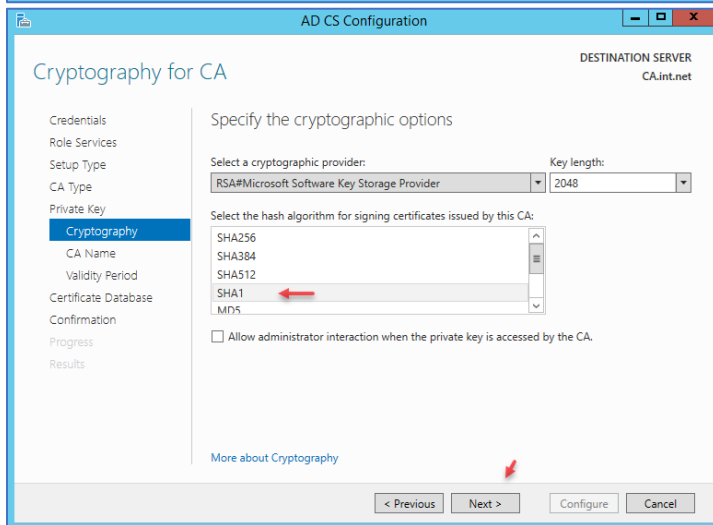 AD CS Configuration
DESTINATION SERVER
CA.int.net
Cryptography for CA
Credentials
Role Services
Setup Type
CA Type
Private Key
Cryptography
CA Name
Validity Period
Certificate Database
Confirmation
Progress
Results
Specify the cryptographic options
Select a cryptographic provider:
Key length:
RSA#Microsoft Software Key Storage Provider
2048
Select the hash algorithm for signing certificates issued by this CA:
SHA256
SHA384
SHA512
SHA1
MD5
Allow administrator interaction when the private key is accessed by the CA.
More about Cryptography
< Previous
Next >
Configure
Cancel